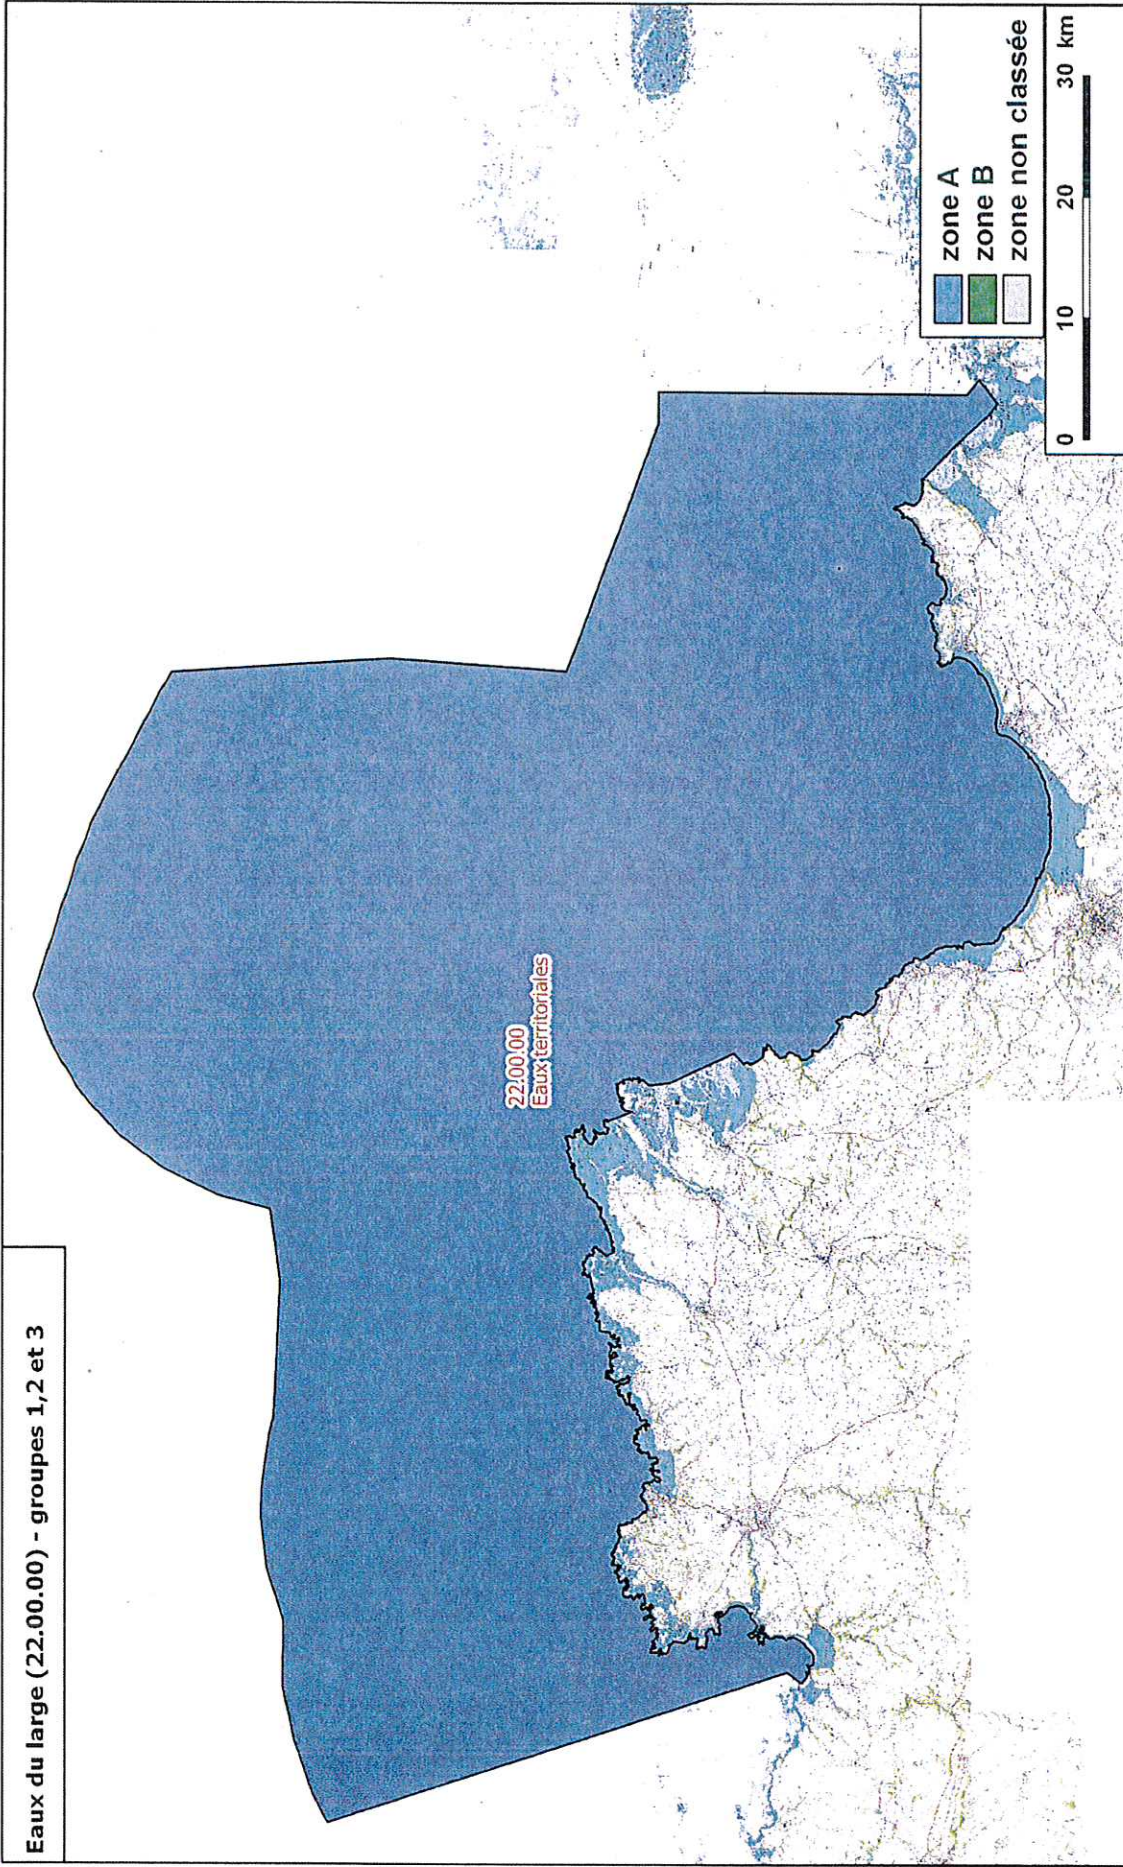 Eaux du large (22.00.00) - groupes 1,2 et 3
22.00.00
Eaux territoriales
zone A
zone B
zone non classée
0 10 20 30 km